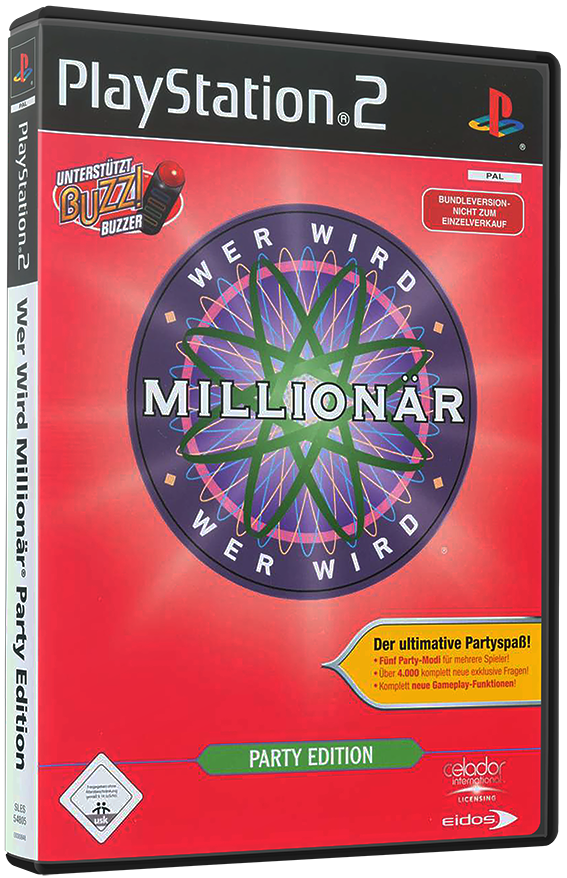 PAL
PlayStation®2
Wer Wird Millionär® Party Edition
SLES
54805
PlayStation®2
®
PAL
UNTERSTÜTZT
BUZZ!
BUZZER
BUNDLEVERSION-
NICHT ZUM
EINZELVERKAUF
WER WIRD
MILLIONÄR
WER WIRD
®
Der ultimative Partyspaß!
• Fünf Party-Modi für mehrere Spieler!
• Über 4.000 komplett neue exklusive Fragen!
• Komplett neue Gameplay-Funktionen!
PARTY EDITION
celador
international
LICENSING
eidos
usk